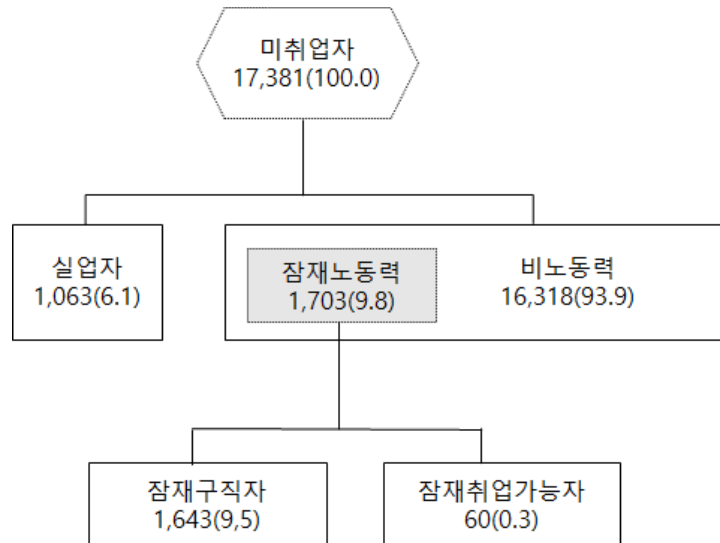 미취업자
17,381(100.0)
실업자
1,063(6.1)
잠재노동력
1,703(9.8)
비노동력
16,318(93.9)
잠재구직자
1,643(9,5)
잠재취업가능자
60(0.3)